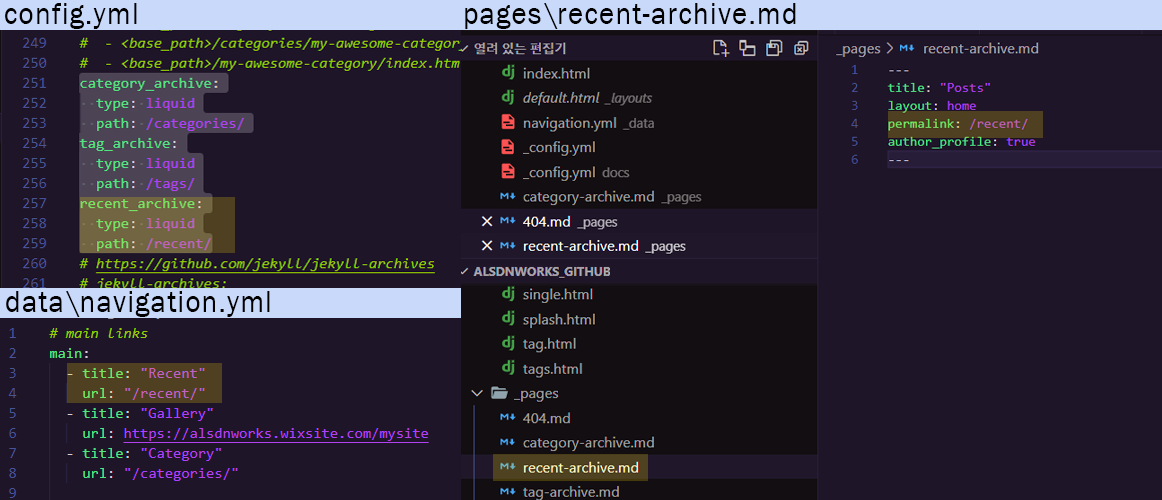 config.yml
249 #  - <base_path>/categories/my-awesome-categor
250 #  - <base_path>/my-awesome-category/index.htm
251 category_archive:
252   type: liquid
253   path: /categories/
254 tag_archive:
255   type: liquid
256   path: /tags/
257 recent_archive:
258   type: liquid
259   path: /recent/
260 # https://github.com/jekyll/jekyll-archives
261 # jekyll-archives:
data\navigation.yml
1 # main links
2 main:
3   - title: "Recent"
4     url: "/recent/"
5   - title: "Gallery"
6     url: https://alsdnworks.wixsite.com/mysite
7   - title: "Category"
8     url: "/categories/"
9
pages\recent-archive.md
열려 있는 편집기
index.html
default.html _layouts
navigation.yml _data
_config.yml
_config.yml docs
category-archive.md _pages
404.md _pages
recent-archive.md _pages
ALSDNWORKS_GITHUB
single.html
splash.html
tag.html
tags.html
_pages
404.md
category-archive.md
recent-archive.md
tag-archive.md
_pages > recent-archive.md
1 ---
2 title: "Posts"
3 layout: home
4 permalink: /recent/
5 author_profile: true
6 ---